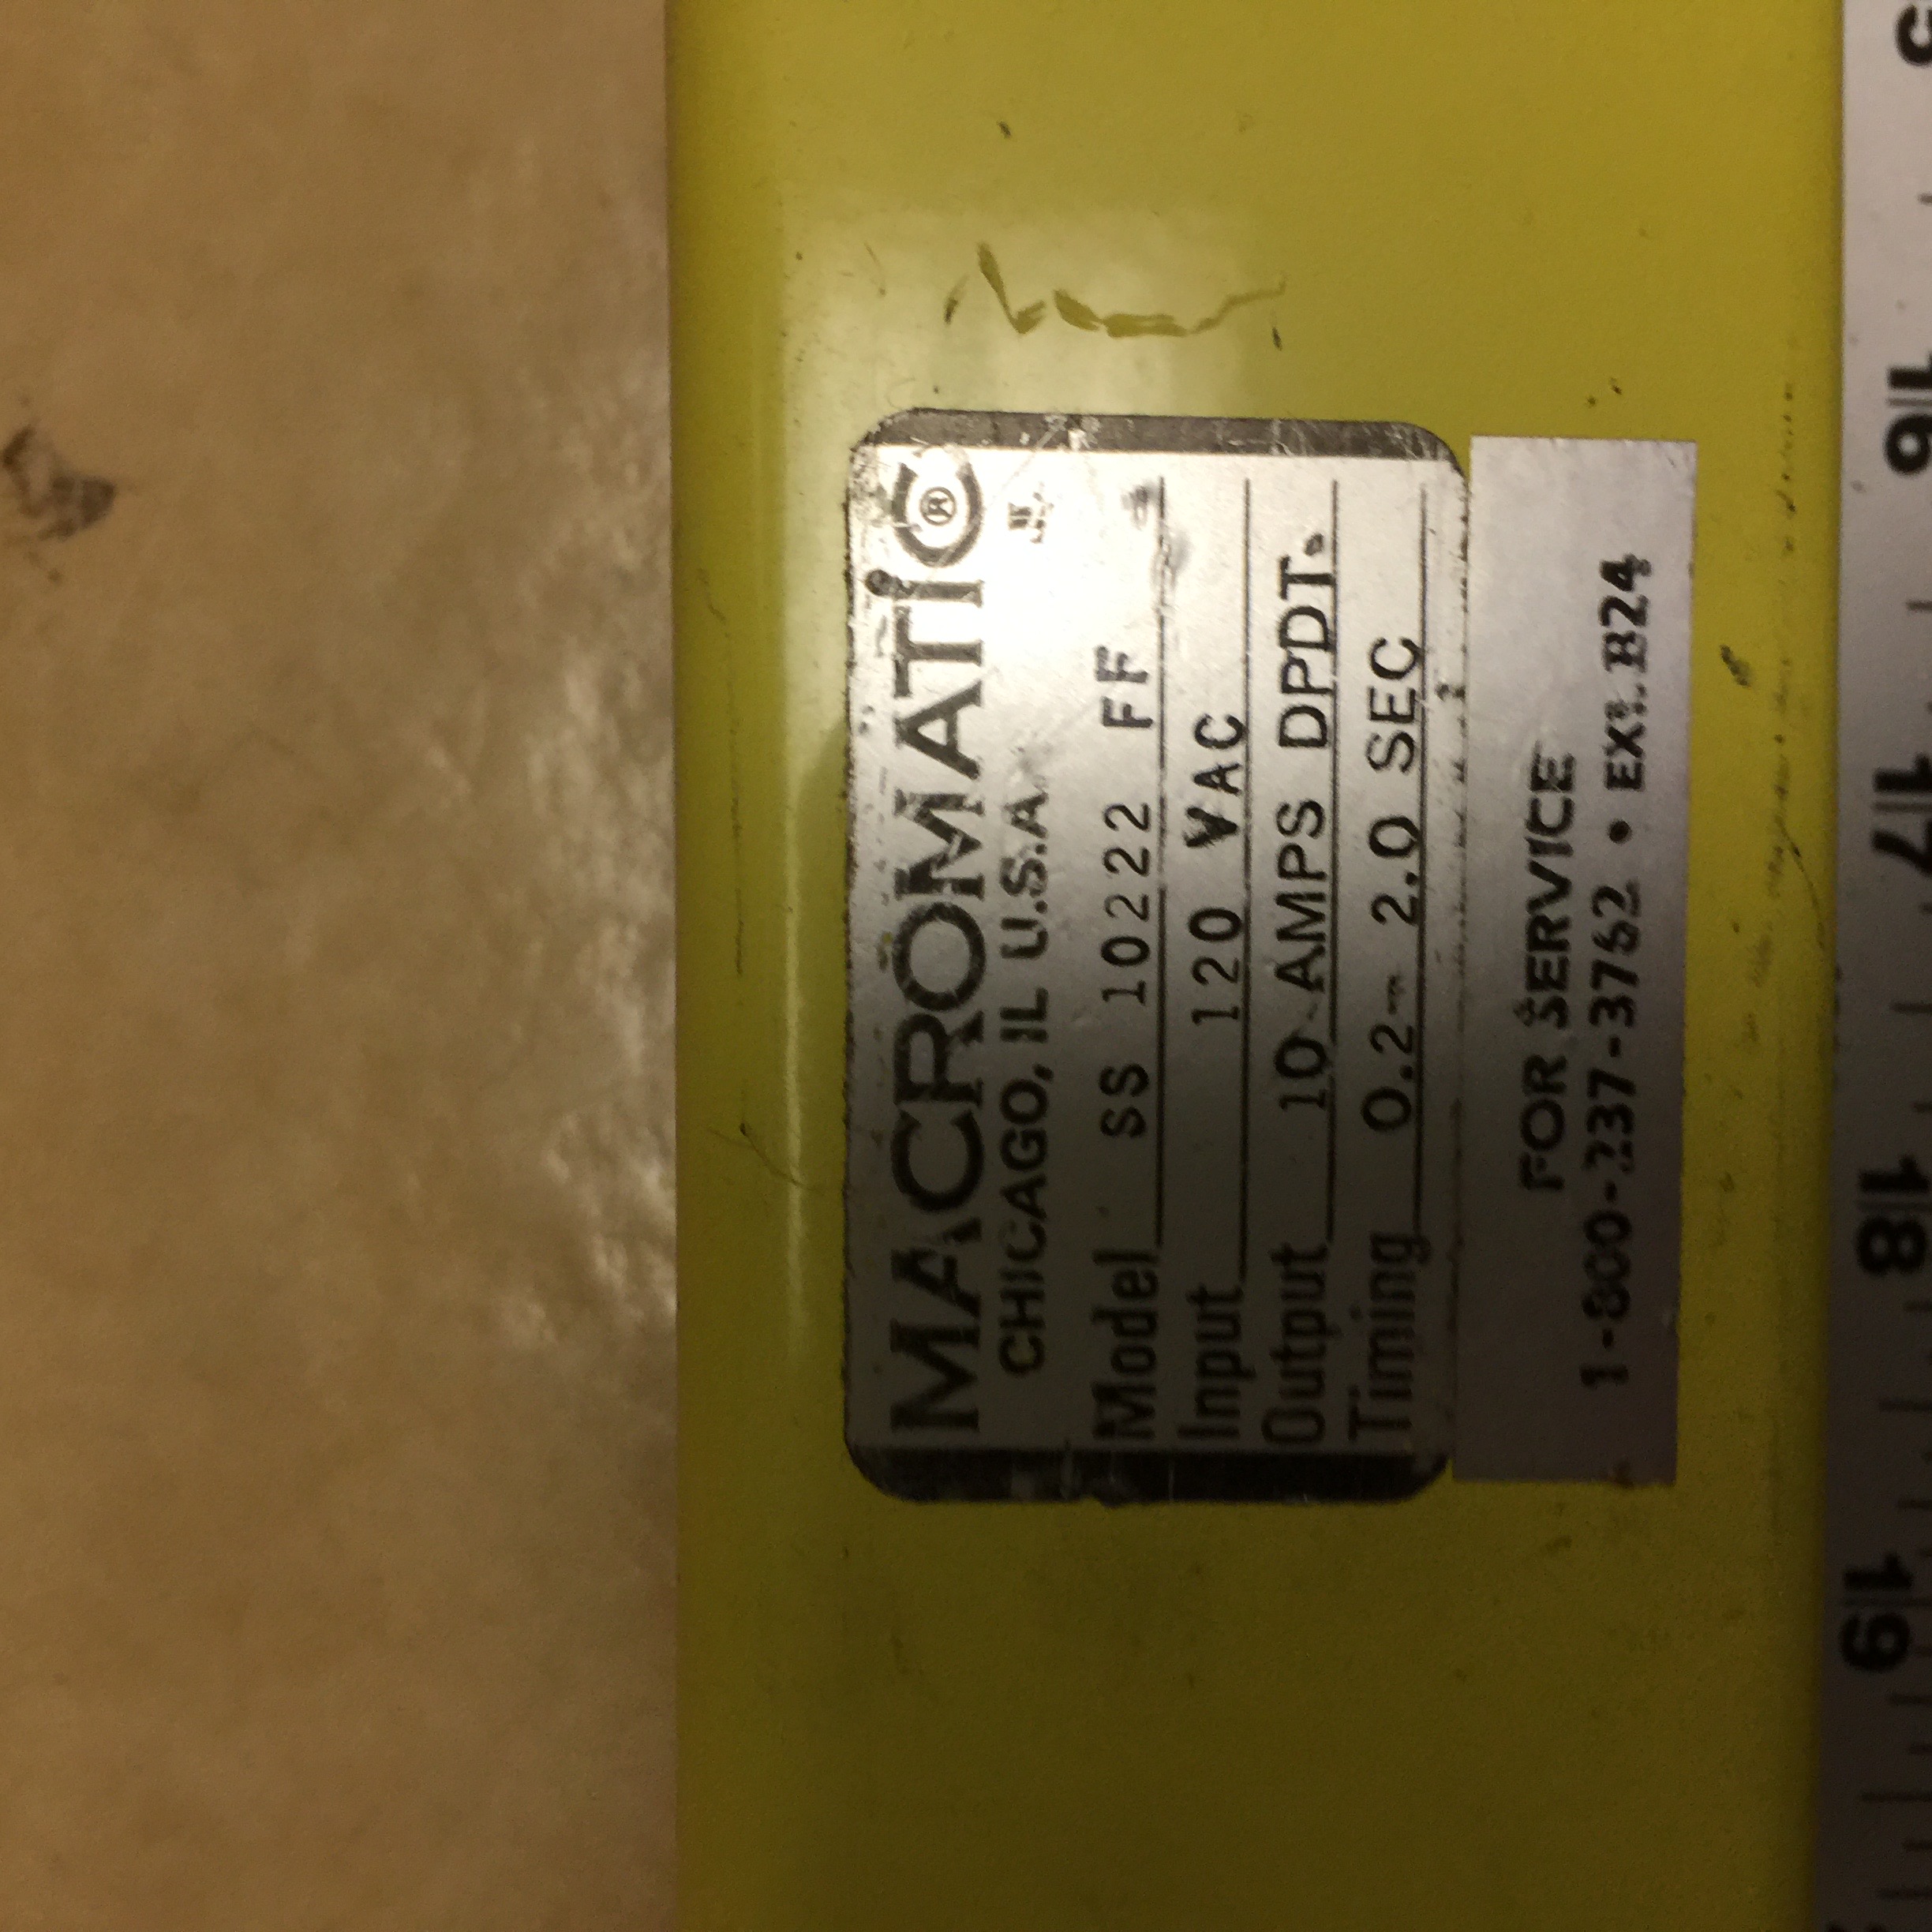 MACROMATIC®
CHICAGO, IL U.S.A.
Model SS 10222 FF
Input 120 VAC
Output 10 AMPS DPDT.
Timing 0.2- 2.0 SEC
FOR SERVICE
1-800-237-3762 • EXT. B24
16
17
18
19